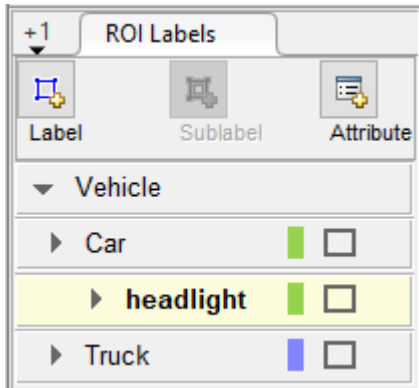 +1 ROI Labels
Label Sublabel Attribute
Vehicle
Car
headlight
Truck